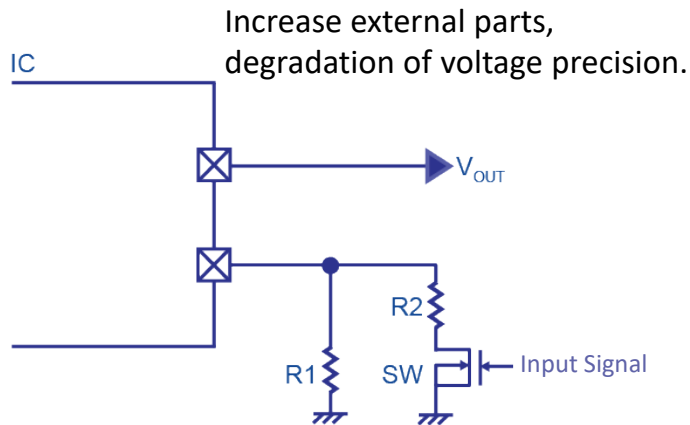 Increase external parts,
degradation of voltage precision.
IC
VOUT
R2
R1
SW
Input Signal